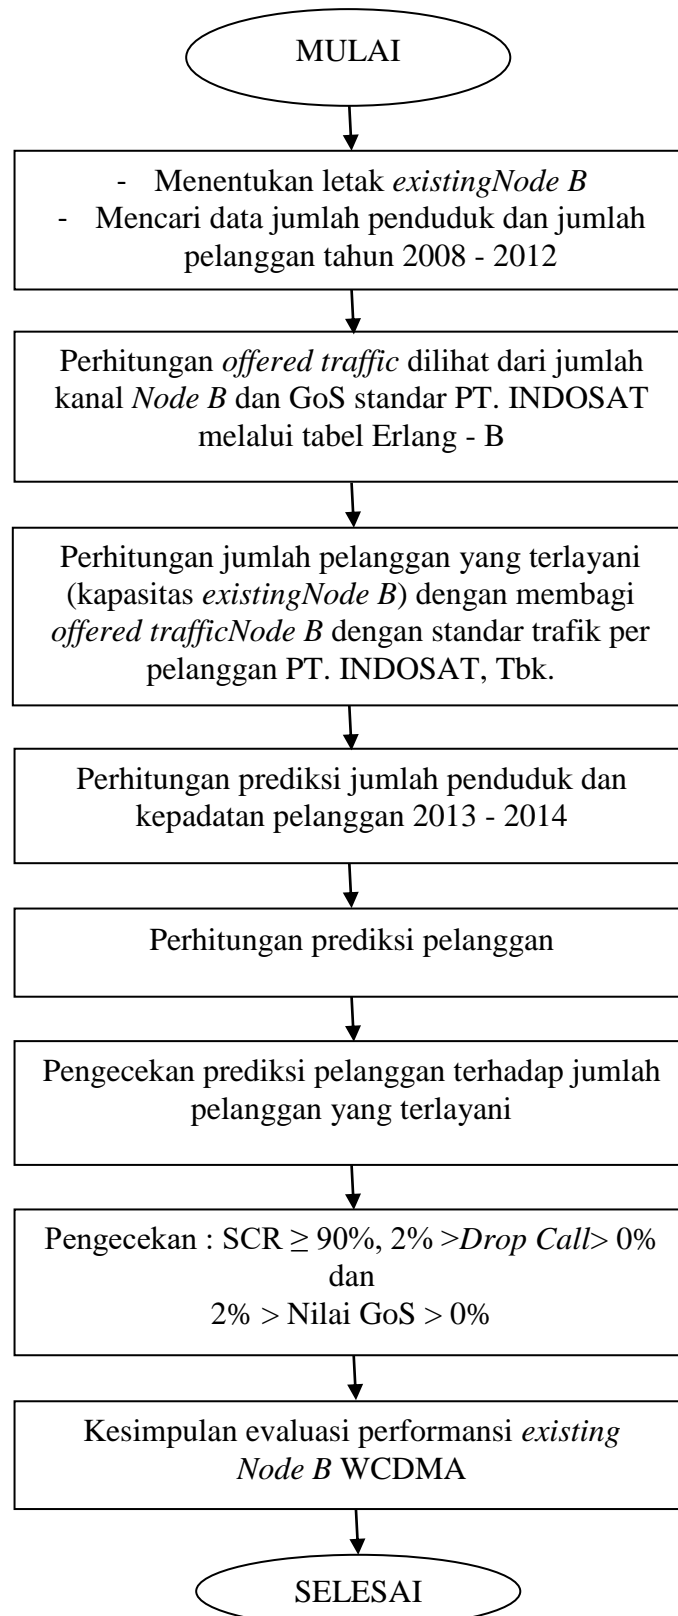 MULAI
- Menentukan letak existingNode B
- Mencari data jumlah penduduk dan jumlah
pelanggan tahun 2008 - 2012
Perhitungan offered traffic dilihat dari jumlah
kanal Node B dan GoS standar PT. INDOSAT
melalui tabel Erlang - B
Perhitungan jumlah pelanggan yang terlayani
(kapasitas existingNode B) dengan membagi
offered trafficNode B dengan standar trafik per
pelanggan PT. INDOSAT, Tbk.
Perhitungan prediksi jumlah penduduk dan
kepadatan pelanggan 2013 - 2014
Perhitungan prediksi pelanggan
Pengecekan prediksi pelanggan terhadap jumlah
pelanggan yang terlayani
Pengecekan : SCR ≥ 90%, 2% >Drop Call> 0%
dan
2% > Nilai GoS > 0%
Kesimpulan evaluasi performansi existing
Node B WCDMA
SELESAI